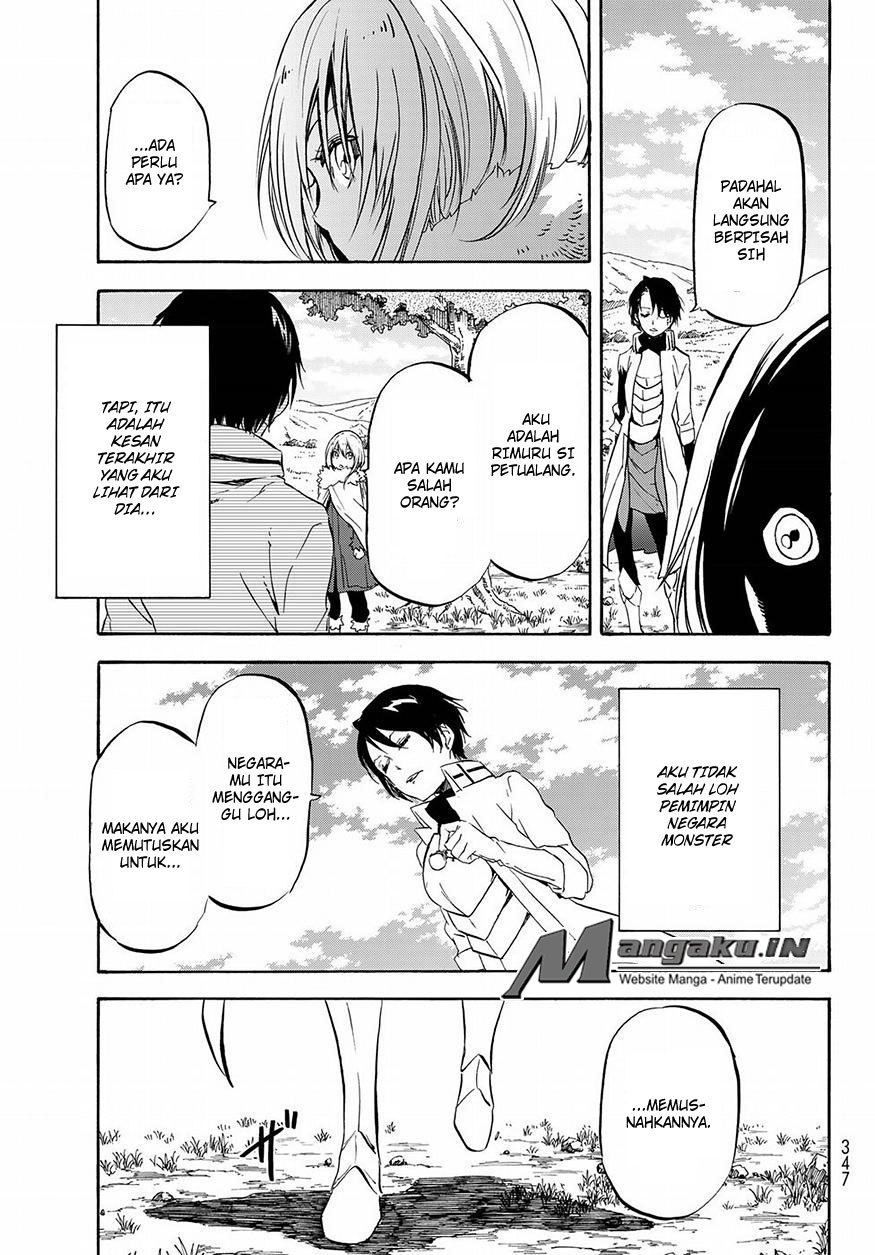 PADAHAL
AKAN
LANGSUNG
BERPISAH
SIH
...ADA
PERLU
APA YA?
AKU
ADALAH
RIMURU SI
PETUALANG.
APA KAMU
SALAH
ORANG?
TAPI, ITU
ADALAH
KESAN
TERAKHIR
YANG AKU
LIHAT DARI
DIA...
AKU TIDAK
SALAH LOH
PEMIMPIN
NEGARA
MONSTER
NEGARA-
MU ITU
MENGGANG-
GU LOH...
MAKANYA AKU
MEMUTUSKAN
UNTUK...
Mangaku.iN
Website Manga - Anime Terupdate
...MEMUS-
NAHKANNYA.
ザッ
347